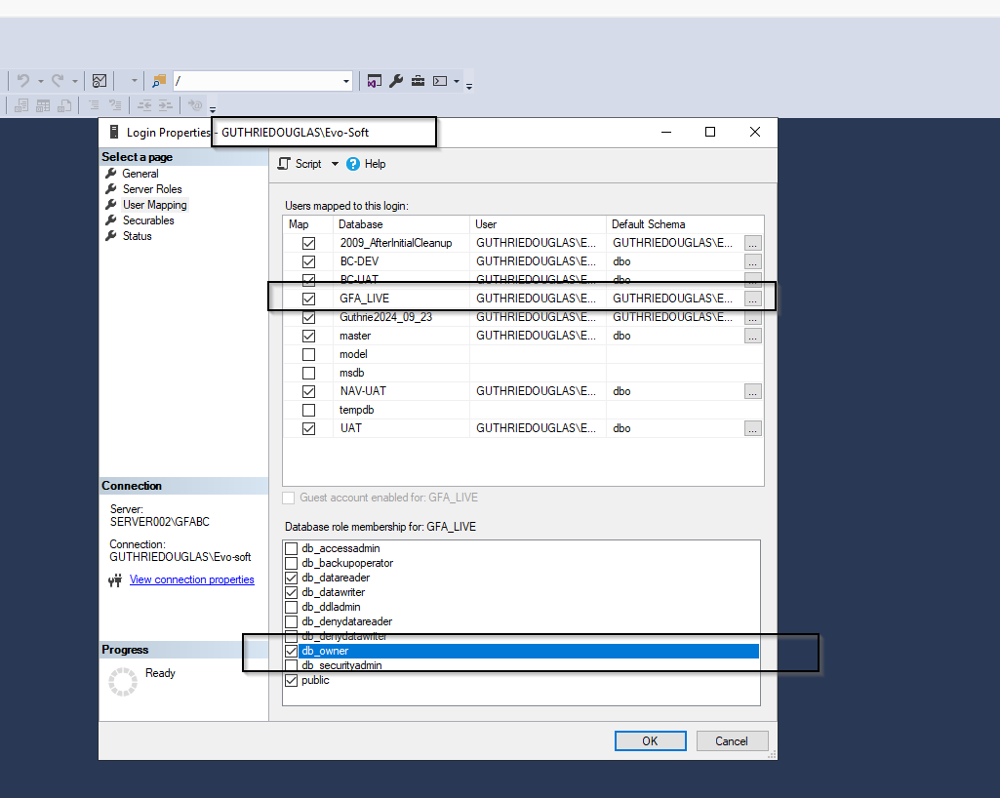 /
Login Properties - GUTHRIEDOUGLAS\Evo-Soft
Select a page
General
Server Roles
User Mapping
Securables
Status
Script
Help
Users mapped to this login:
Map Database User Default Schema
2009_AfterInitialCleanup GUTHRIEDOUGLAS\E... GUTHRIEDOUGLAS\E... ...
BC-DEV GUTHRIEDOUGLAS\E... dbo ...
BC-UAT GUTHRIEDOUGLAS\E... dbo ...
GFA_LIVE GUTHRIEDOUGLAS\E... GUTHRIEDOUGLAS\E... ...
Guthrie2024_09_23 GUTHRIEDOUGLAS\E... GUTHRIEDOUGLAS\E... ...
master GUTHRIEDOUGLAS\E... dbo ...
model
msdb
NAV-UAT GUTHRIEDOUGLAS\E... dbo ...
tempdb
UAT GUTHRIEDOUGLAS\E... dbo ...
Guest account enabled for: GFA_LIVE
Database role membership for: GFA_LIVE
db_accessadmin
db_backupoperator
db_datareader
db_datawriter
db_ddladmin
db_denydatareader
db_denydatawriter
db_owner
db_securityadmin
public
Connection
Server:
SERVER002\GFABC
Connection:
GUTHRIEDOUGLAS\Evo-soft
View connection properties
Progress
Ready
OK
Cancel